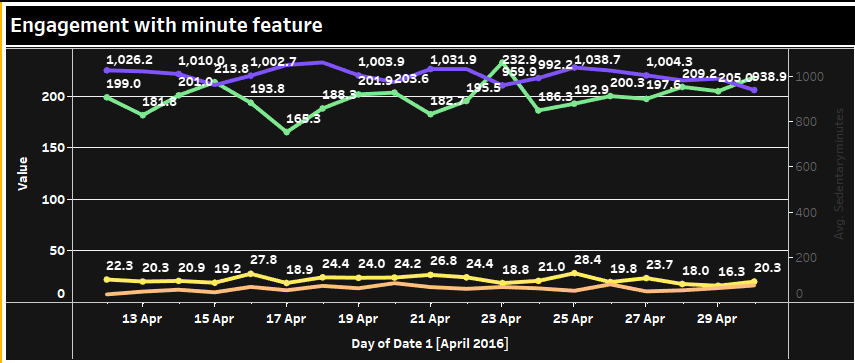 Engagement with minute feature
1,026.2 1,010.0 213.8 1,002.7 1,003.9 1,031.9 232.9 992.2 1,038.7 1,004.3 209.2 205.0 938.9
199.0 181.8 201.0 193.8 165.3 188.3 201.9 203.6 182.7 195.5 959.9 186.3 192.9 200.3 197.6
200 1000
150 800
600
100 400
50 200
0 0
22.3 20.3 20.9 19.2 27.8 18.9 24.4 24.0 24.2 26.8 24.4 18.8 21.0 28.4 19.8 23.7 18.0 16.3 20.3
Value
Avg. Sedentaryminutes
13 Apr 15 Apr 17 Apr 19 Apr 21 Apr 23 Apr 25 Apr 27 Apr 29 Apr
Day of Date 1 [April 2016]